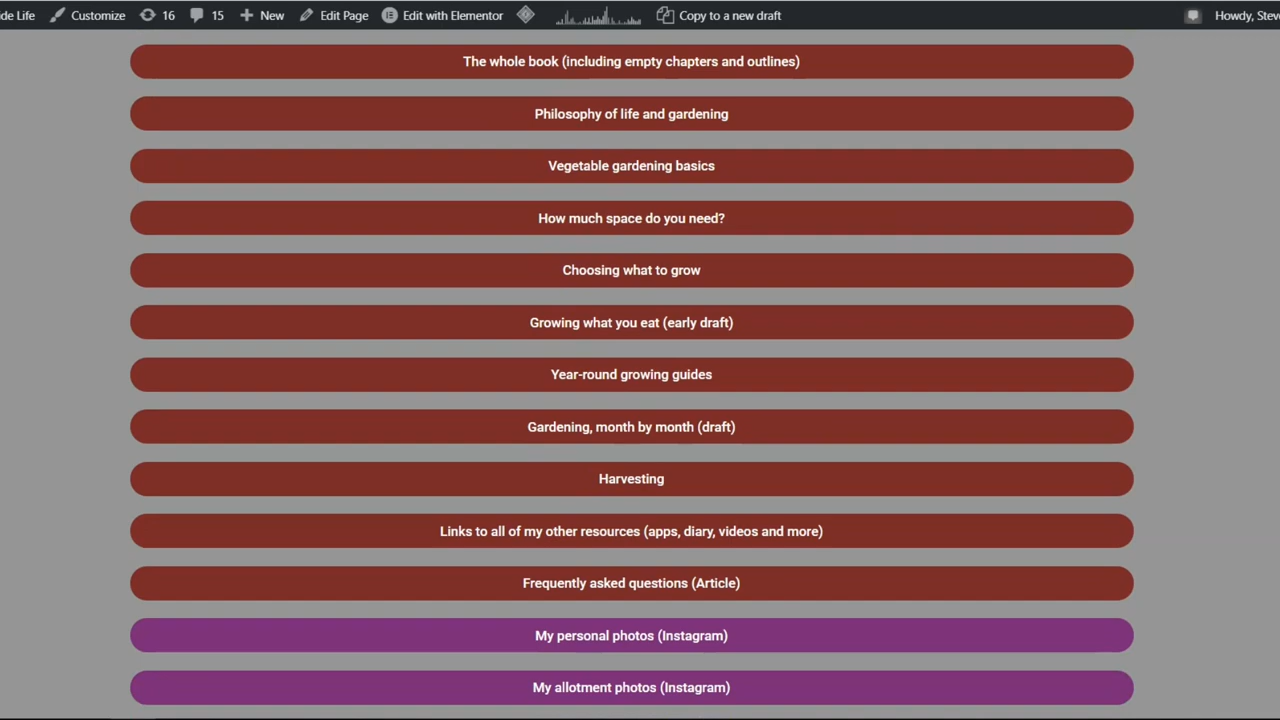 de Life Customize 16 15 New Edit Page Edit with Elementor Copy to a new draft Howdy, Stev
The whole book (including empty chapters and outlines)
Philosophy of life and gardening
Vegetable gardening basics
How much space do you need?
Choosing what to grow
Growing what you eat (early draft)
Year-round growing guides
Gardening, month by month (draft)
Harvesting
Links to all of my other resources (apps, diary, videos and more)
Frequently asked questions (Article)
My personal photos (Instagram)
My allotment photos (Instagram)